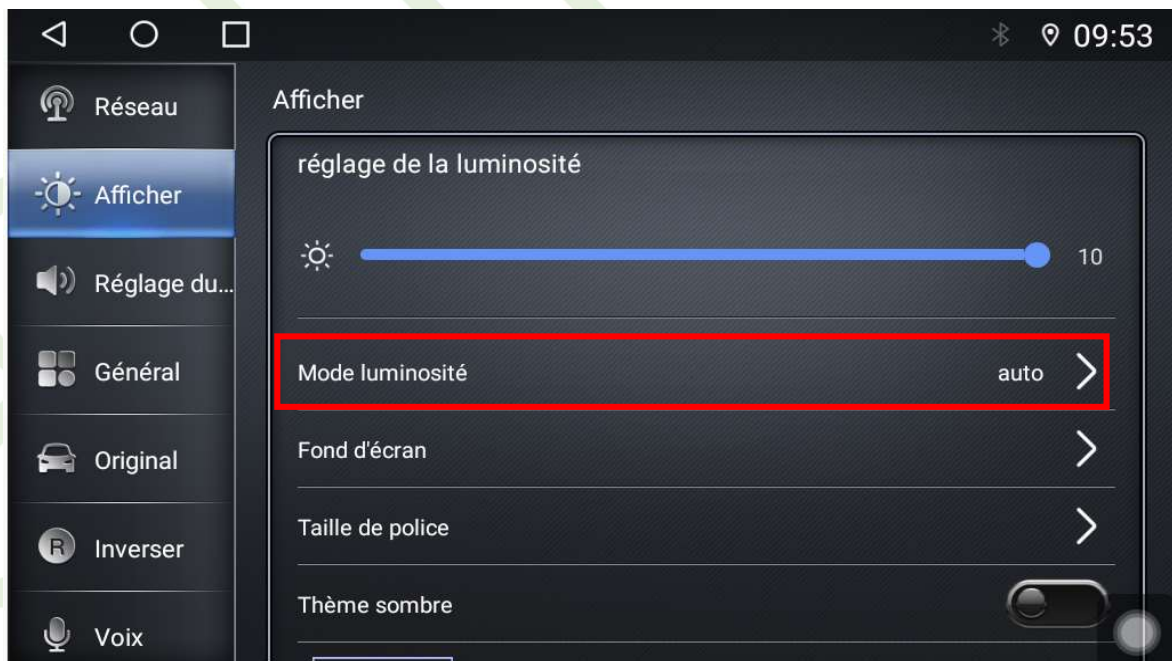 09:53
Réseau
Afficher
Réglage du...
Général
Original
R
Inverser
Voix
Afficher
réglage de la luminosité
10
Mode luminosité auto
Fond d'écran
Taille de police
Thème sombre